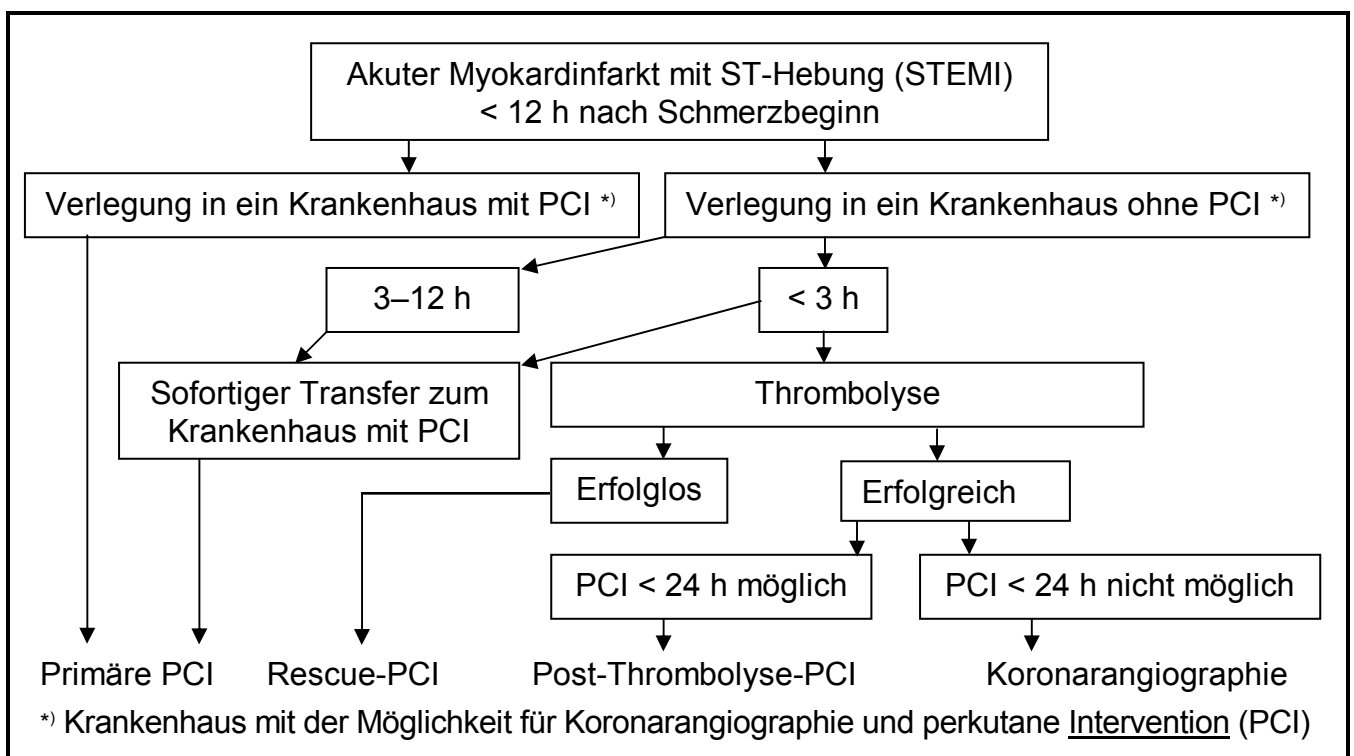 Akuter Myokardinfarkt mit ST-Hebung (STEMI)
< 12 h nach Schmerzbeginn
Verlegung in ein Krankenhaus mit PCI *)
Verlegung in ein Krankenhaus ohne PCI *)
3–12 h
< 3 h
Sofortiger Transfer zum
Krankenhaus mit PCI
Thrombolyse
Erfolglos
Erfolgreich
PCI < 24 h möglich
PCI < 24 h nicht möglich
Primäre PCI
Rescue-PCI
Post-Thrombolyse-PCI
Koronarangiographie
*) Krankenhaus mit der Möglichkeit für Koronarangiographie und perkutane Intervention (PCI)